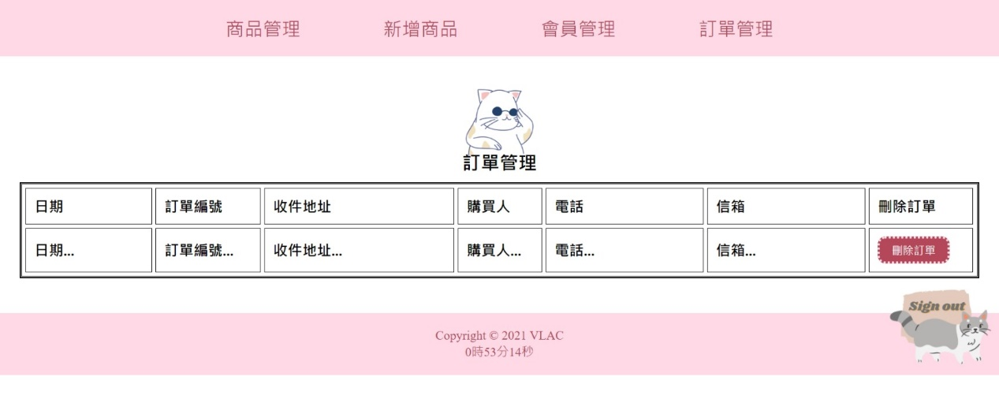 商品管理 新增商品 會員管理 訂單管理
訂單管理
日期 訂單編號 收件地址 購買人 電話 信箱 刪除訂單
日期... 訂單編號... 收件地址... 購買人... 電話... 信箱... 刪除訂單
Sign out
Copyright © 2021 VLAC
0時53分14秒